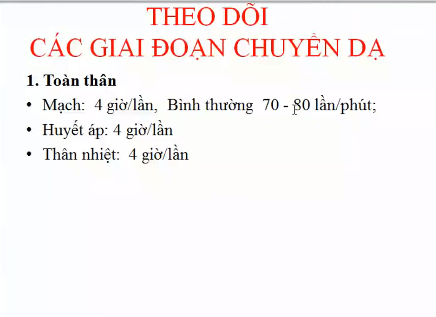 THEO DÕI
CÁC GIAI ĐOẠN CHUYỂN DẠ
1. Toàn thân
• Mạch: 4 giờ/lần, Bình thường 70 - 80 lần/phút;
• Huyết áp: 4 giờ/lần
• Thân nhiệt: 4 giờ/lần